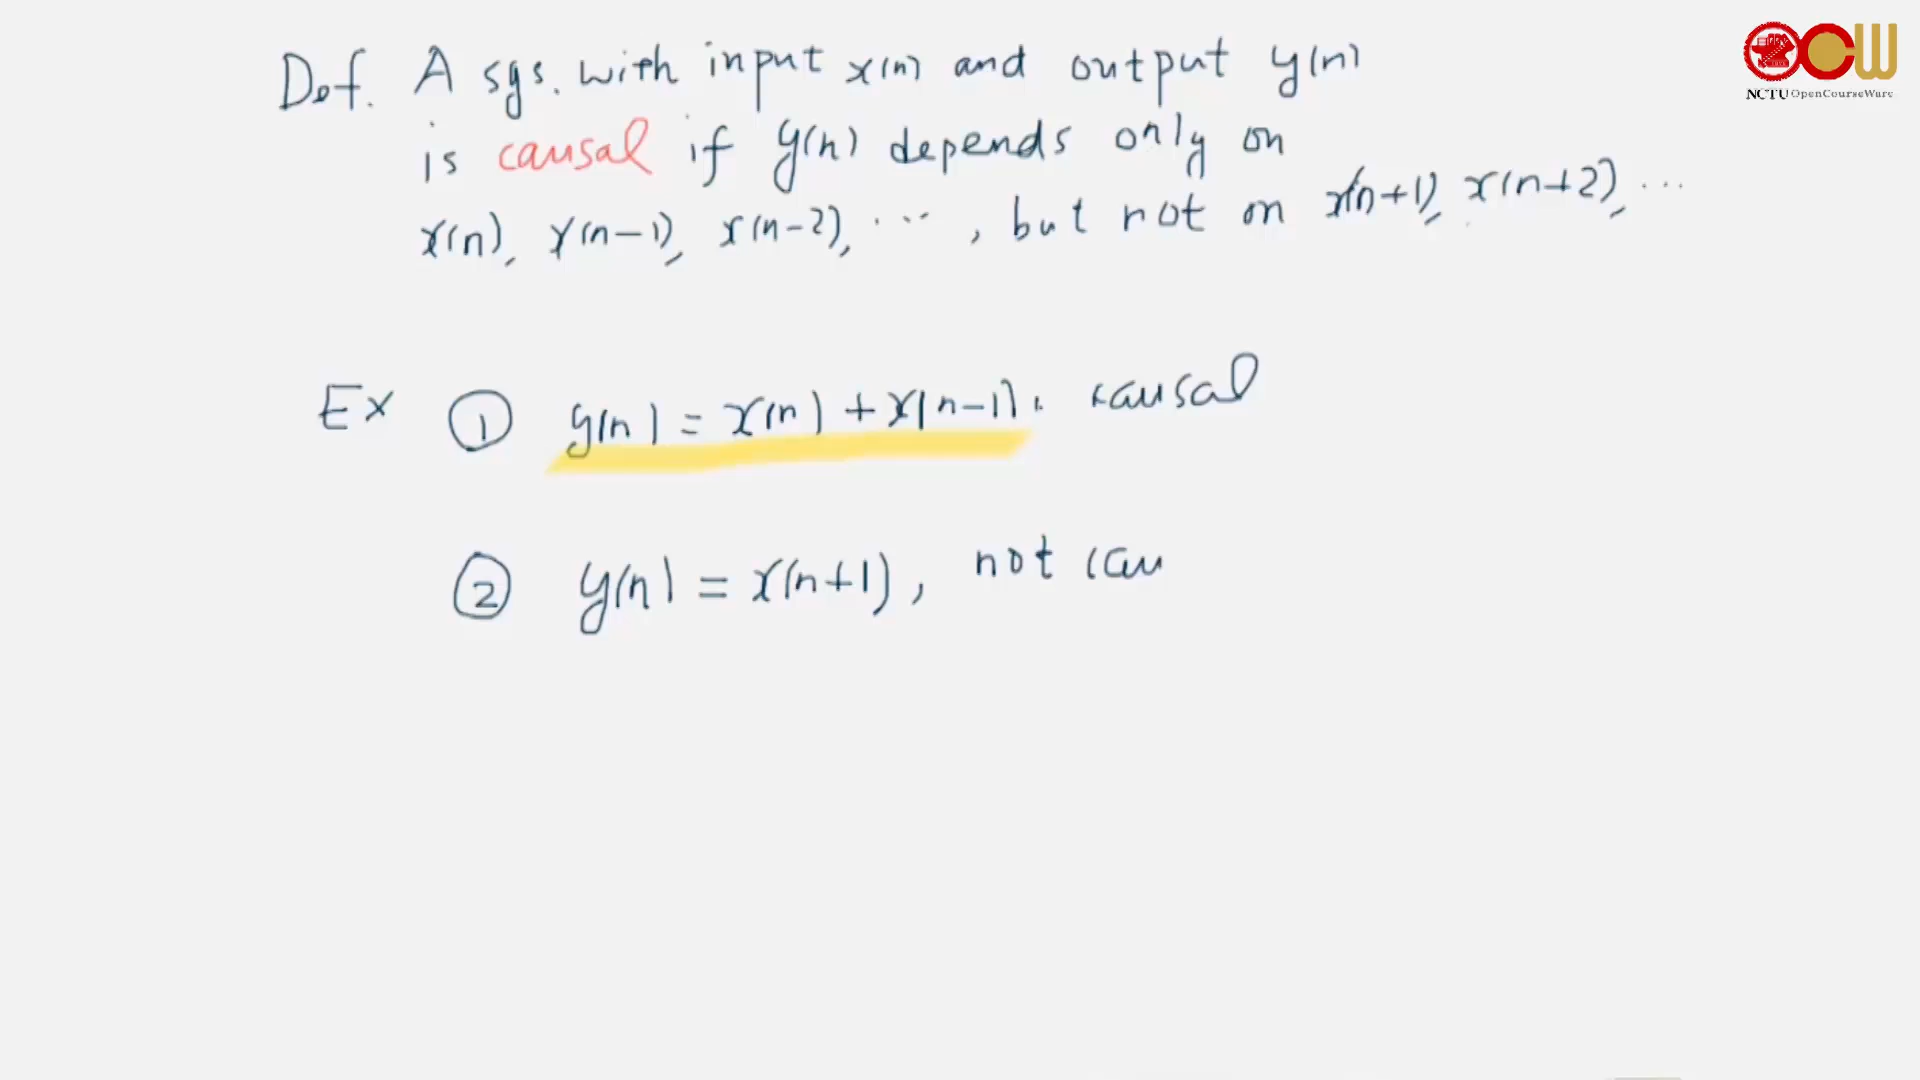 Def. A sys. with input x(n) and output y(n)
is causal if y(n) depends only on
x(n), x(n-1), x(n-2), ..., but not on x(n+1), x(n+2), ...
Ex ① y(n) = x(n) + x(n-1), causal
② y(n) = x(n+1), not cau
OCW
NCTU OpenCourseWare